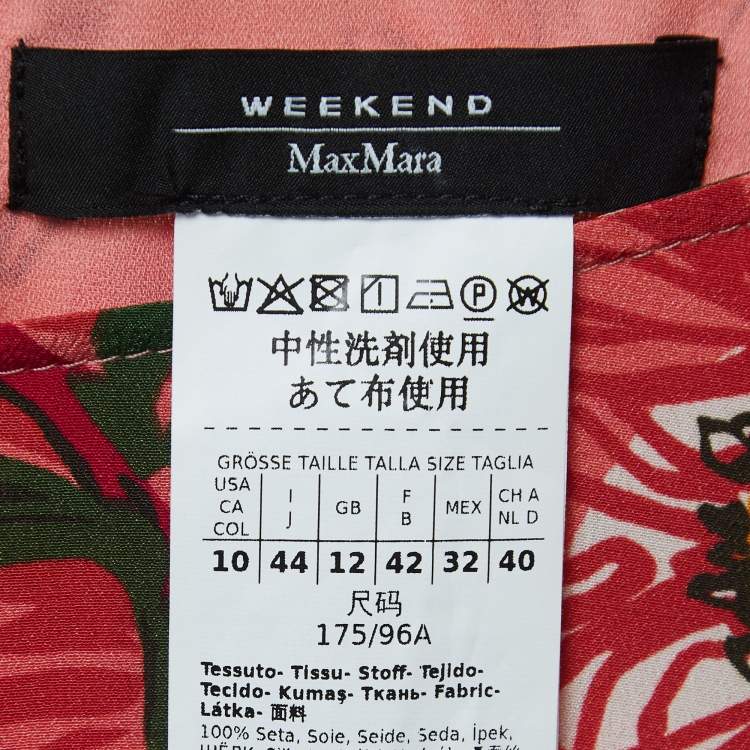 WEEKEND
MaxMara
P W
中性洗剤使用
あて布使用
GRÖSSE TAILLE TALLA SIZE TAGLIA
USA CA COL I J GB F B MEX CH A NL D
10 44 12 42 32 40
尺码
175/96A
Tessuto- Tissu- Stoff- Tejido-
Tecido- Kumaş- Ткань- Fabric-
Látka- 面料
100% Seta, Soie, Seide, Seda, İpek,